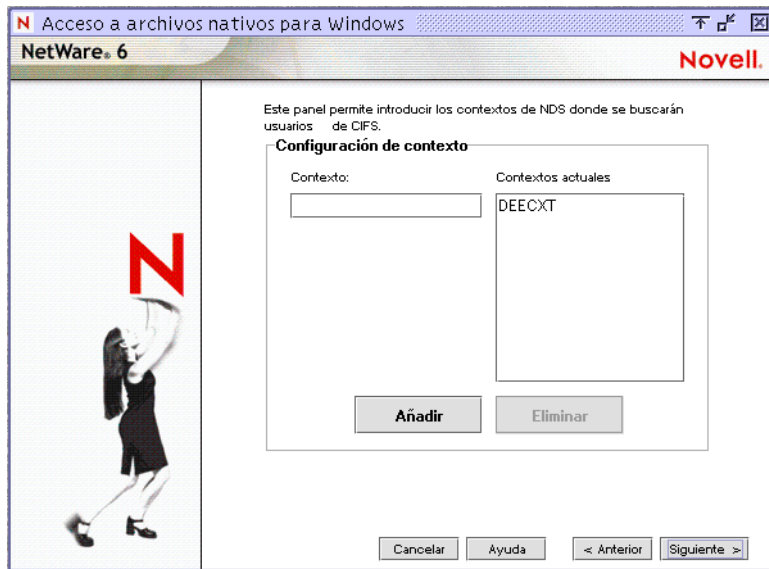 N Acceso a archivos nativos para Windows
NetWare® 6
Novell.
Este panel permite introducir los contextos de NDS donde se buscarán
usuarios de CIFS.
Configuración de contexto
Contexto:
Contextos actuales
DEECXT
N
Añadir
Eliminar
Cancelar
Ayuda
< Anterior
Siguiente >